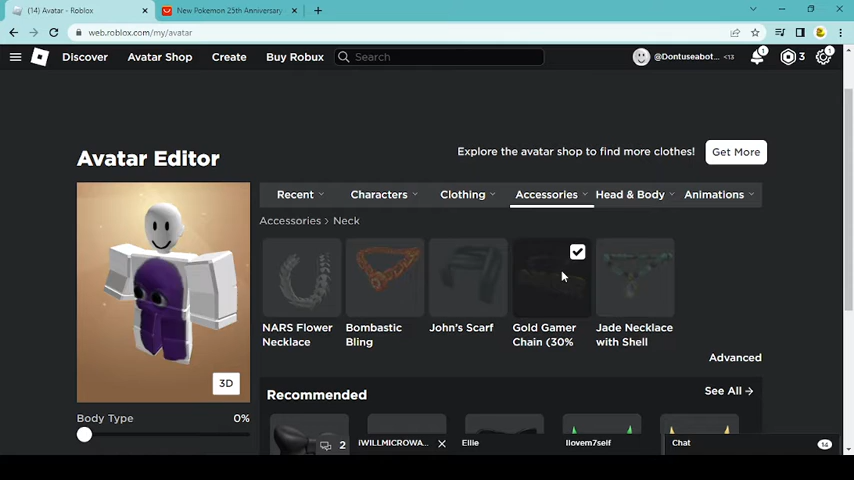 (14) Avatar - Roblox
New Pokemon 25th Anniversary
web.roblox.com/my/avatar
Discover
Avatar Shop
Create
Buy Robux
Search
@Dontuseabot... <13
1
3
1
Avatar Editor
Explore the avatar shop to find more clothes!
Get More
Recent
Characters
Clothing
Accessories
Head & Body
Animations
Accessories > Neck
NARS Flower Necklace
Bombastic Bling
John's Scarf
Gold Gamer Chain (30%
Jade Necklace with Shell
Advanced
3D
Body Type
0%
Recommended
See All
2
iWILLMICROWA...
Ellie
Ilovem7self
Chat
14